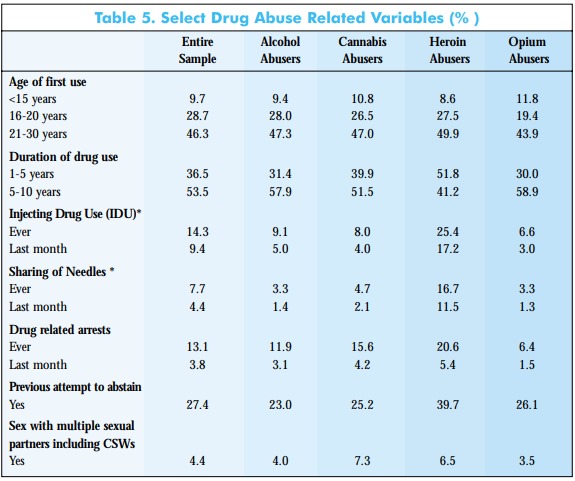 Table 5. Select Drug Abuse Related Variables (% )
Entire Alcohol Cannabis Heroin Opium
Sample Abusers Abusers Abusers Abusers
Age of first use
<15 years 9.7 9.4 10.8 8.6 11.8
16-20 years 28.7 28.0 26.5 27.5 19.4
21-30 years 46.3 47.3 47.0 49.9 43.9
Duration of drug use
1-5 years 36.5 31.4 39.9 51.8 30.0
5-10 years 53.5 57.9 51.5 41.2 58.9
Injecting Drug Use (IDU)*
Ever 14.3 9.1 8.0 25.4 6.6
Last month 9.4 5.0 4.0 17.2 3.0
Sharing of Needles *
Ever 7.7 3.3 4.7 16.7 3.3
Last month 4.4 1.4 2.1 11.5 1.3
Drug related arrests
Ever 13.1 11.9 15.6 20.6 6.4
Last month 3.8 3.1 4.2 5.4 1.5
Previous attempt to abstain
Yes 27.4 23.0 25.2 39.7 26.1
Sex with multiple sexual
partners including CSWs
Yes 4.4 4.0 7.3 6.5 3.5